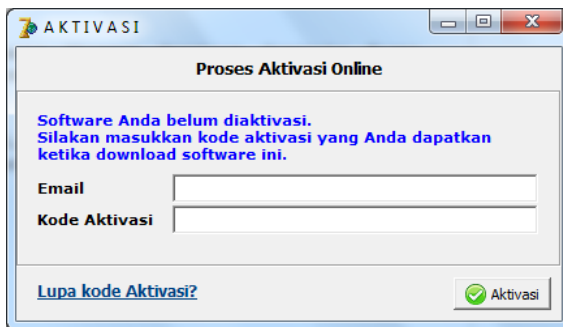 AKTIVASI
Proses Aktivasi Online
Software Anda belum diaktivasi.
Silakan masukkan kode aktivasi yang Anda dapatkan
ketika download software ini.
Email
Kode Aktivasi
Lupa kode Aktivasi?
Aktivasi